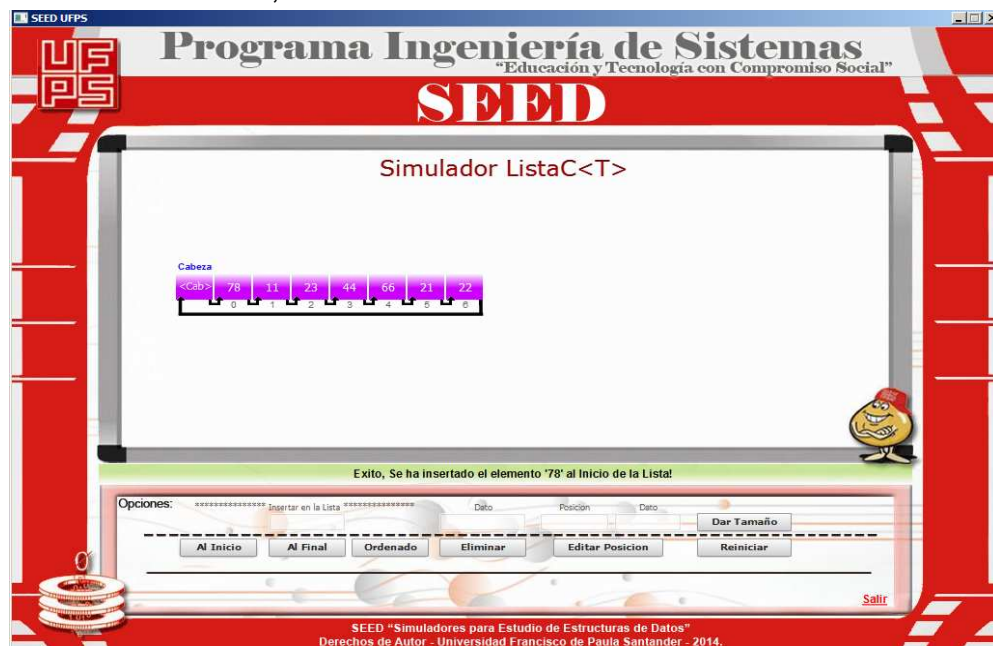 SEED UFPS
UFPS
Programa Ingeniería de Sistemas
“Educación y Tecnología con Compromiso Social”
SEED
Simulador ListaC<T>
Cabeza
<Cab> 78 11 23 44 66 21 22
0 1 2 3 4 5 6
Exito, Se ha insertado el elemento '78' al Inicio de la Lista!
Opciones: *************** Insertar en la Lista *************** Dato Posicion Dato
Dar Tamaño
Al Inicio Al Final Ordenado Eliminar Editar Posicion Reiniciar
Salir
SEED “Simuladores para Estudio de Estructuras de Datos”
Derechos de Autor - Universidad Francisco de Paula Santander - 2014.